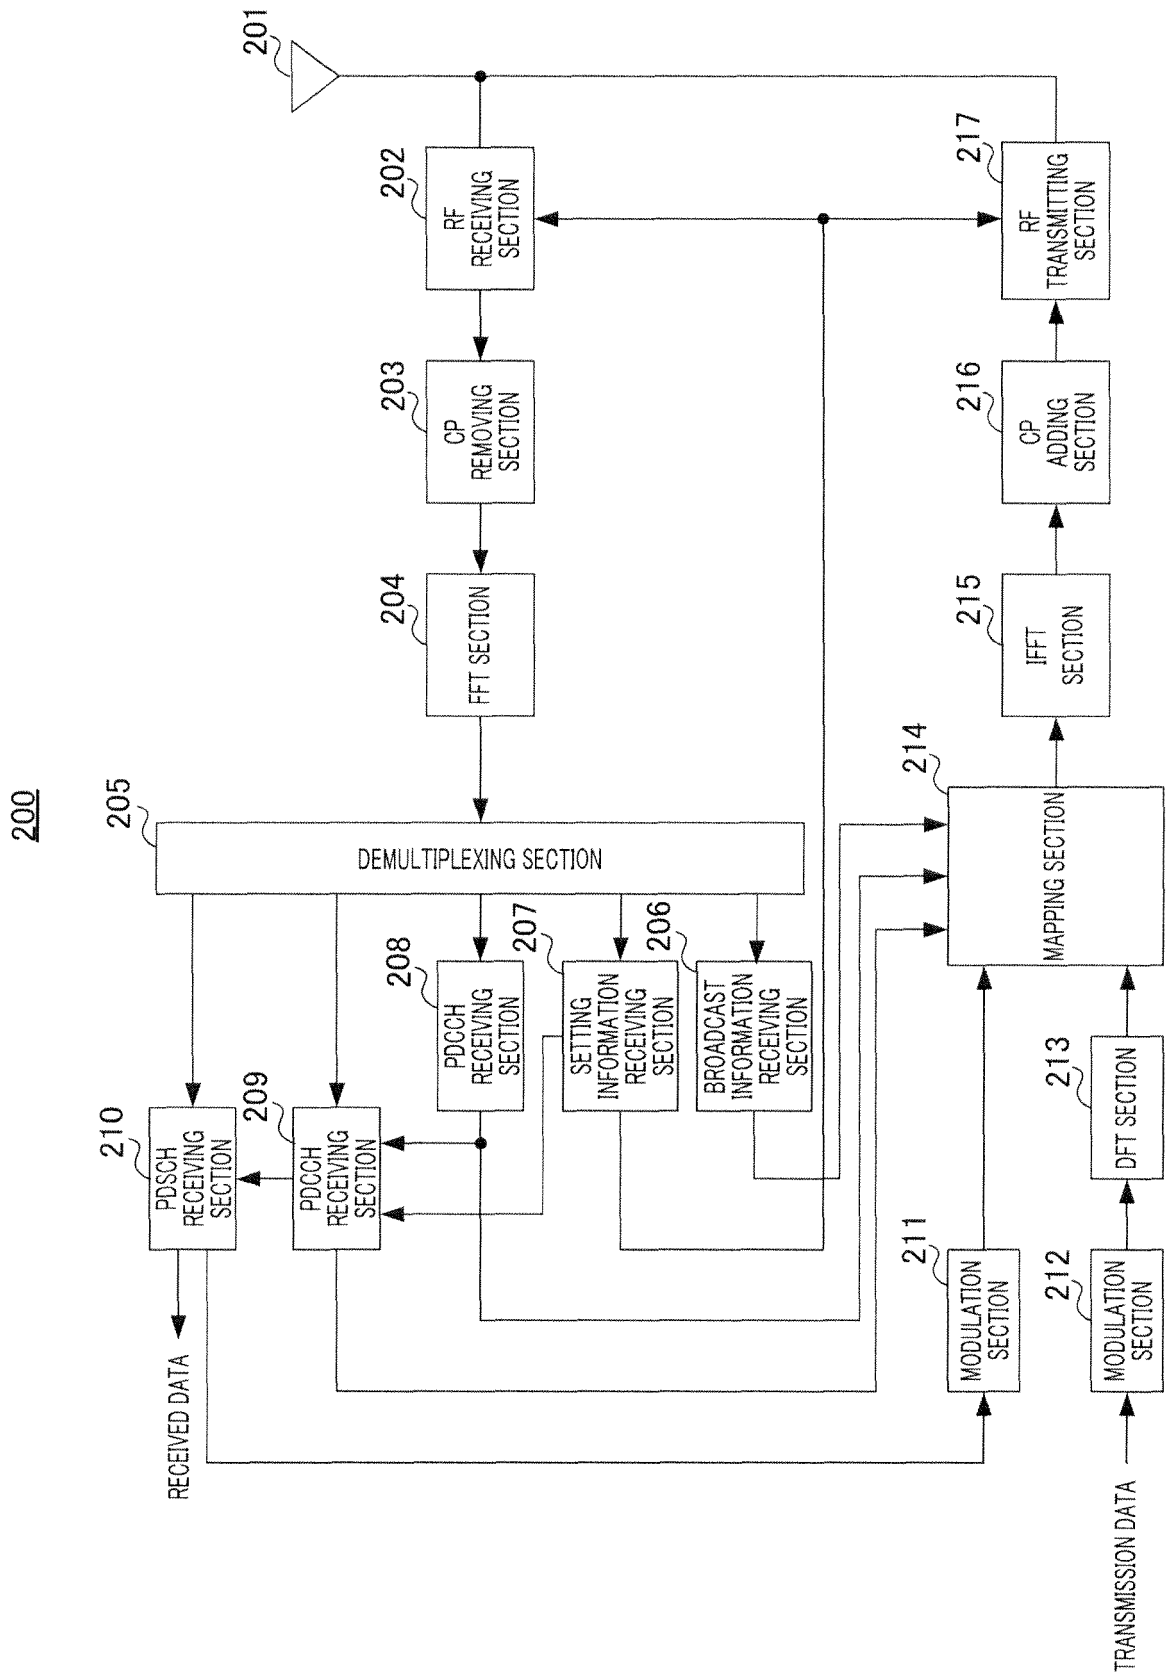 200
205
210
RECEIVED DATA
PDSCH
RECEIVING
SECTION
209
PDCCH
RECEIVING
SECTION
201
208
PDCCH
RECEIVING
SECTION
DEMULTIPLEXING SECTION
204
FFT SECTION
203
CP
REMOVING
SECTION
202
RF
RECEIVING
SECTION
207
SETTING
INFORMATION
RECEIVING
SECTION
206
BROADCAST
INFORMATION
RECEIVING
SECTION
211
MODULATION
SECTION
214
MAPPING SECTION
215
IFFT
SECTION
216
CP
ADDING
SECTION
217
RF
TRANSMITTING
SECTION
212
213
TRANSMISSION DATA
MODULATION
SECTION
DFT SECTION